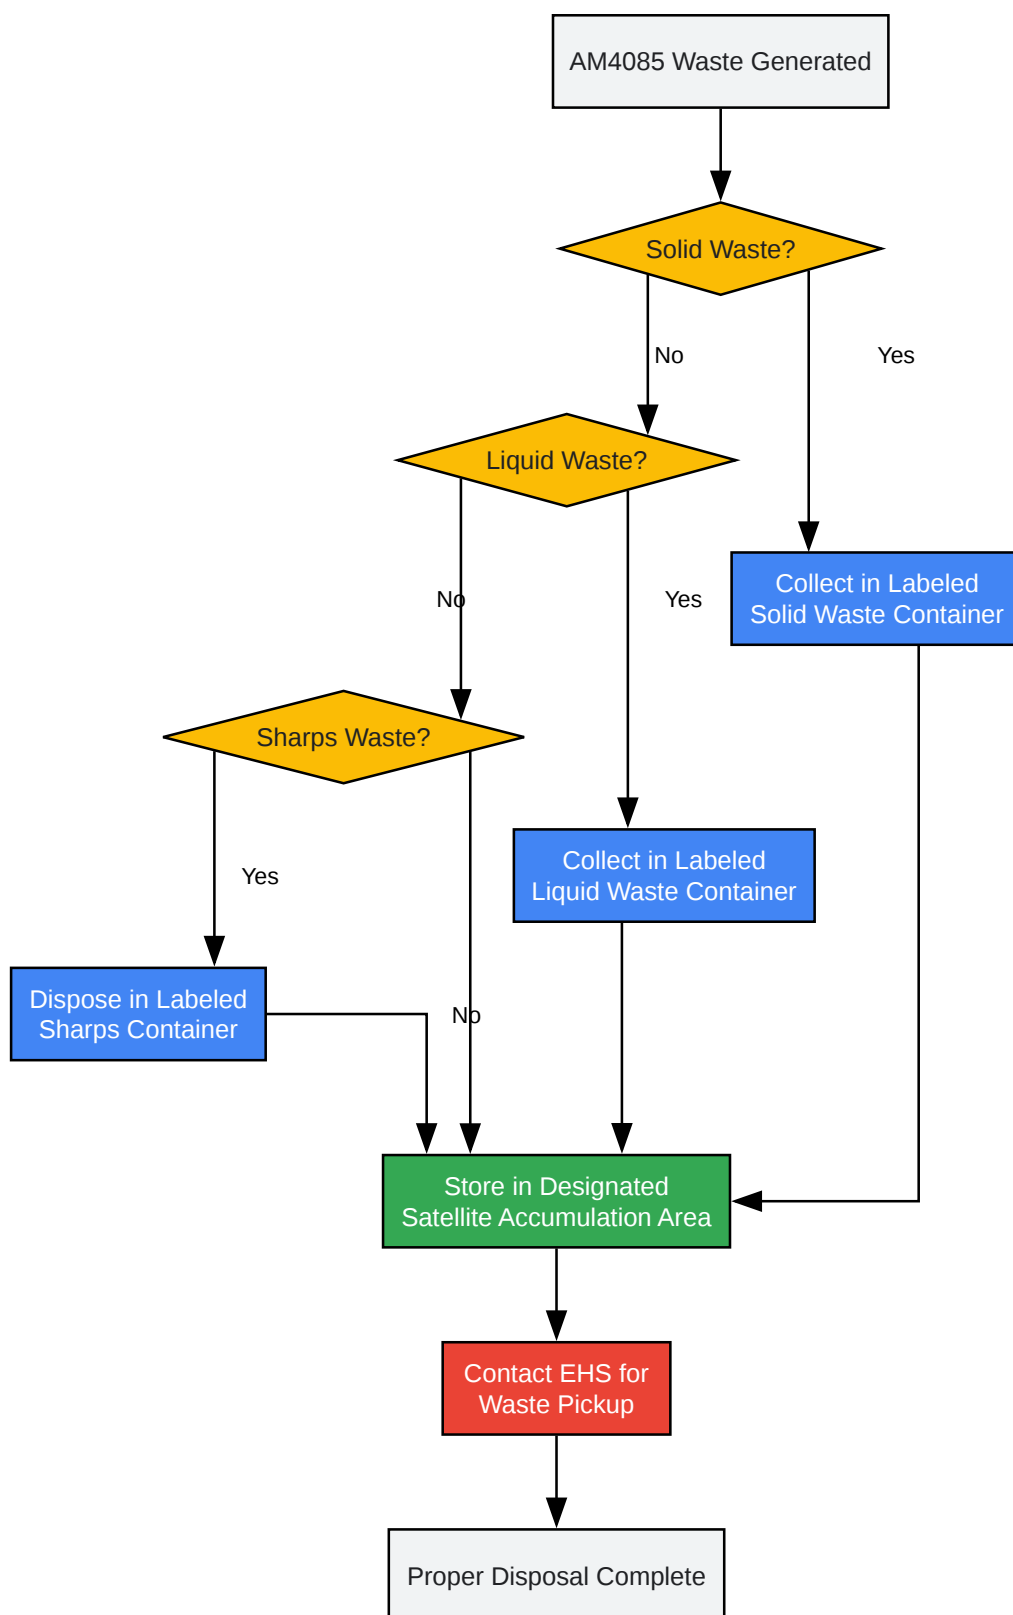 AM4085 Waste Generated
Solid Waste?
No
Yes
Liquid Waste?
No
Yes
Collect in Labeled
Solid Waste Container
Sharps Waste?
Yes
Collect in Labeled
Liquid Waste Container
Dispose in Labeled
Sharps Container
No
Store in Designated
Satellite Accumulation Area
Contact EHS for
Waste Pickup
Proper Disposal Complete